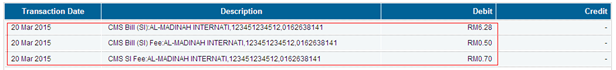 Transaction Date Description Debit Credit
20 Mar 2015 CMS Bill (SI):AL-MADINAH INTERNATI,123451234512,0162638141 RM6.28 -
20 Mar 2015 CMS Bill (SI) Fee:AL-MADINAH INTERNATI,123451234512,0162638141 RM0.50 -
20 Mar 2015 CMS SI Fee:AL-MADINAH INTERNATI,123451234512,0162638141 RM0.70 -